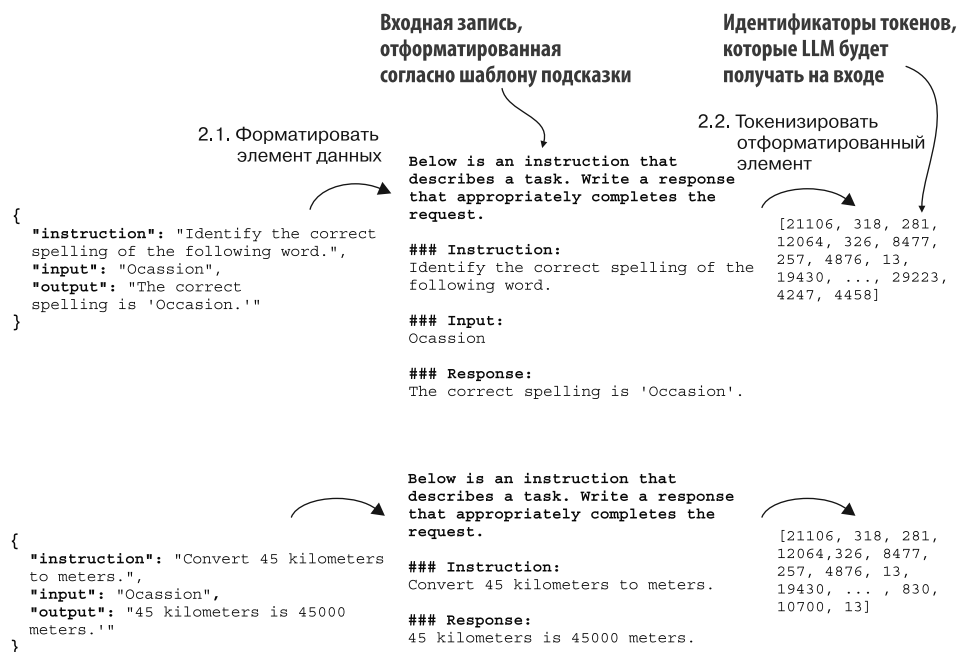 Входная запись,
отформатированная
согласно шаблону подсказки
Идентификаторы токенов,
которые LLM будет
получать на входе
2.1. Форматировать
элемент данных
2.2. Токенизировать
отформатированный
элемент
{
"instruction": "Identify the correct
spelling of the following word.",
"input": "Ocassion",
"output": "The correct
spelling is 'Occasion.'"
}
Below is an instruction that
describes a task. Write a response
that appropriately completes the
request.
### Instruction:
Identify the correct spelling of the
following word.
### Input:
Ocassion
### Response:
The correct spelling is 'Occasion'.
[21106, 318, 281,
12064, 326, 8477,
257, 4876, 13,
19430, ..., 29223,
4247, 4458]
{
"instruction": "Convert 45 kilometers
to meters.",
"input": "Ocassion",
"output": "45 kilometers is 45000
meters.'"
}
Below is an instruction that
describes a task. Write a response
that appropriately completes the
request.
### Instruction:
Convert 45 kilometers to meters.
### Response:
45 kilometers is 45000 meters.
[21106, 318, 281,
12064,326, 8477,
257, 4876, 13,
19430, ... , 830,
10700, 13]